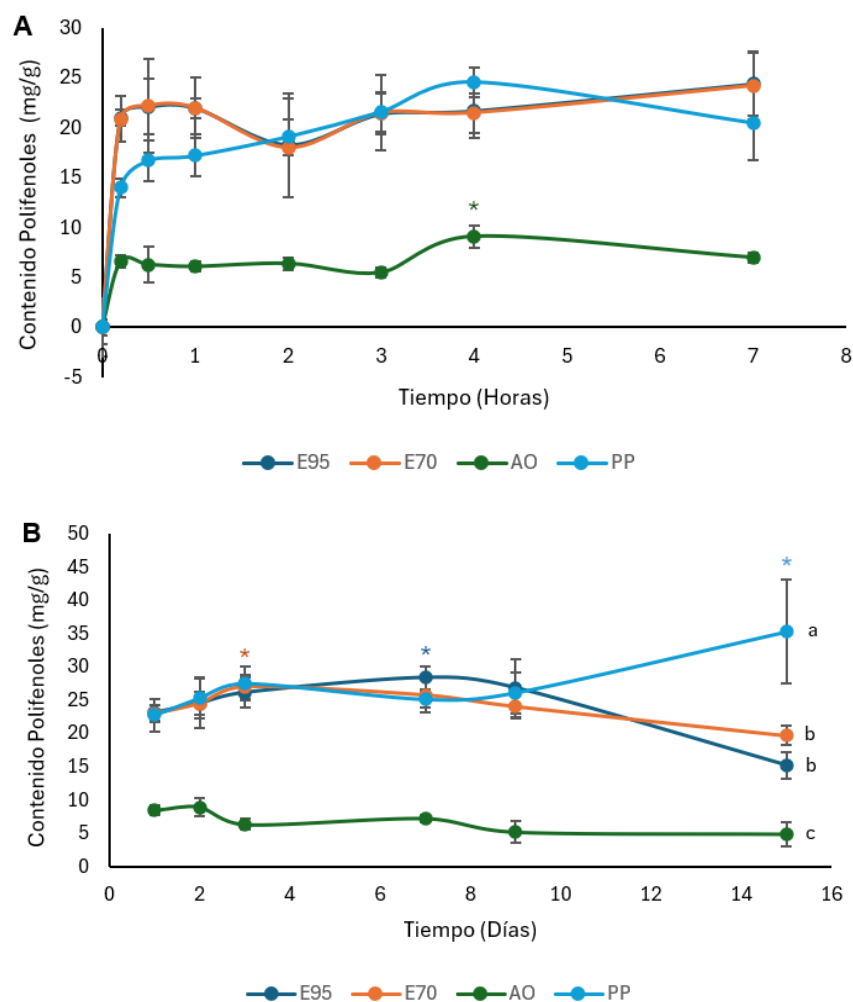 A
30
25
20
15
10
5
0
-5
Contenido Polifenoles (mg/g)
*
0 1 2 3 4 5 6 7 8
Tiempo (Horas)
E95 E70 AO PP
B
50
45
40
35
30
25
20
15
10
5
0
Contenido Polifenoles (mg/g)
* * *
a
b
b
c
0 2 4 6 8 10 12 14 16
Tiempo (Días)
E95 E70 AO PP